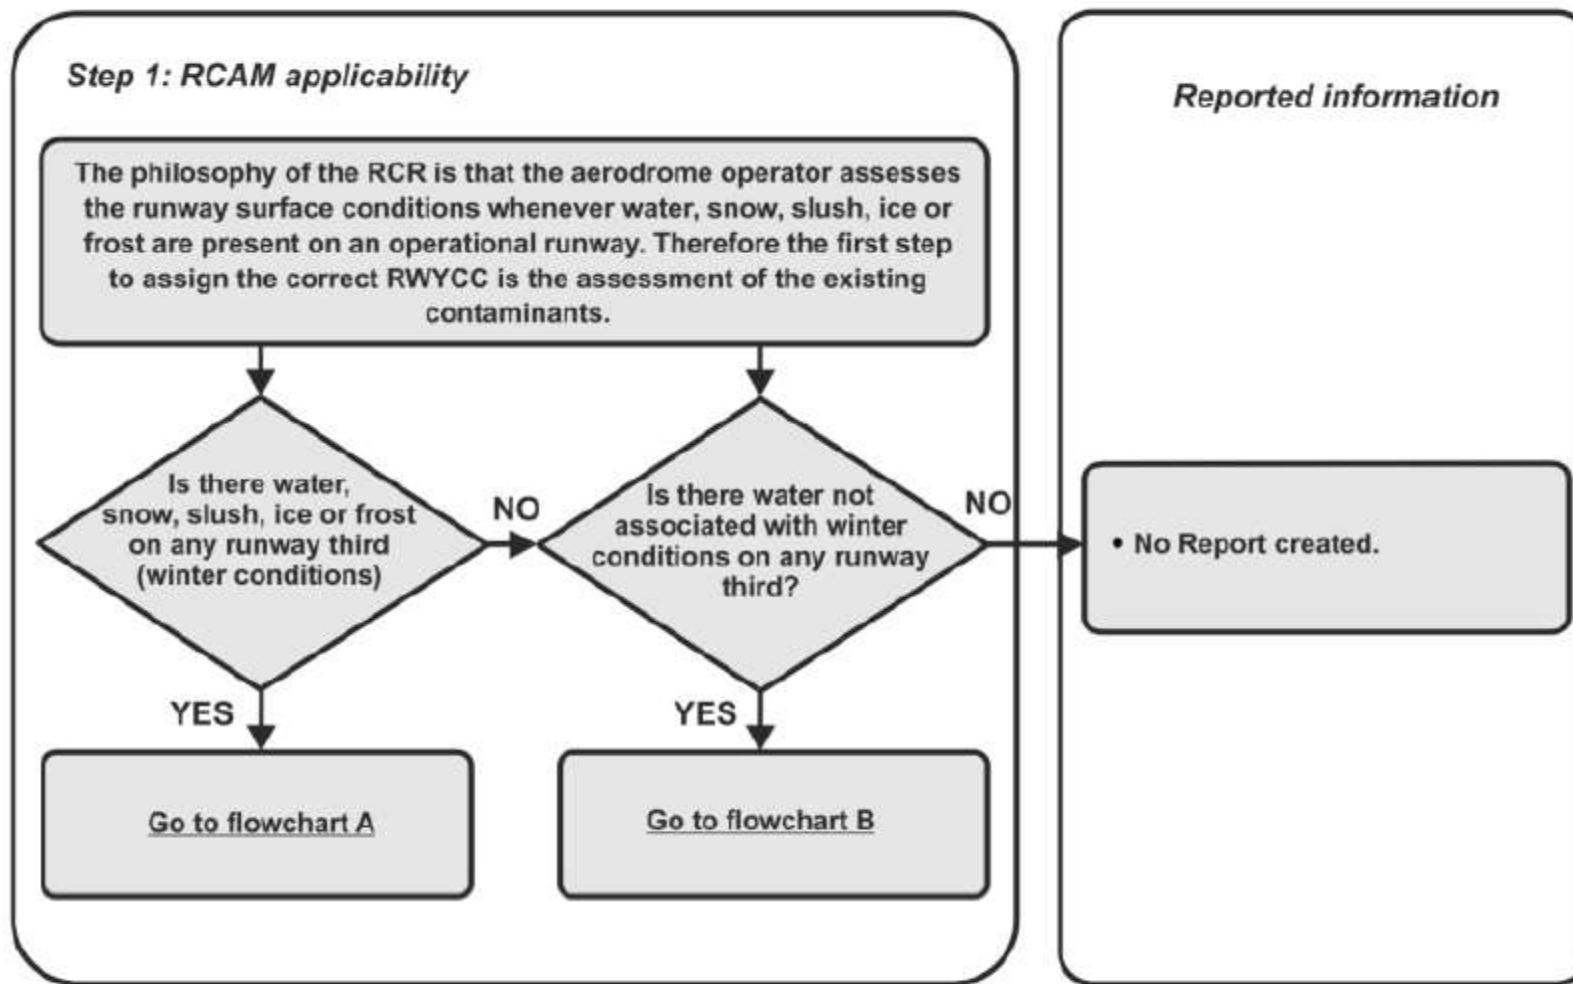 Step 1: RCAM applicability
The philosophy of the RCR is that the aerodrome operator assesses
the runway surface conditions whenever water, snow, slush, ice or
frost are present on an operational runway. Therefore the first step
to assign the correct RWYCC is the assessment of the existing
contaminants.
Is there water,
snow, slush, ice or frost
on any runway third
(winter conditions)
NO
Is there water not
associated with winter
conditions on any runway
third?
NO
YES
YES
Go to flowchart A
Go to flowchart B
Reported information
• No Report created.